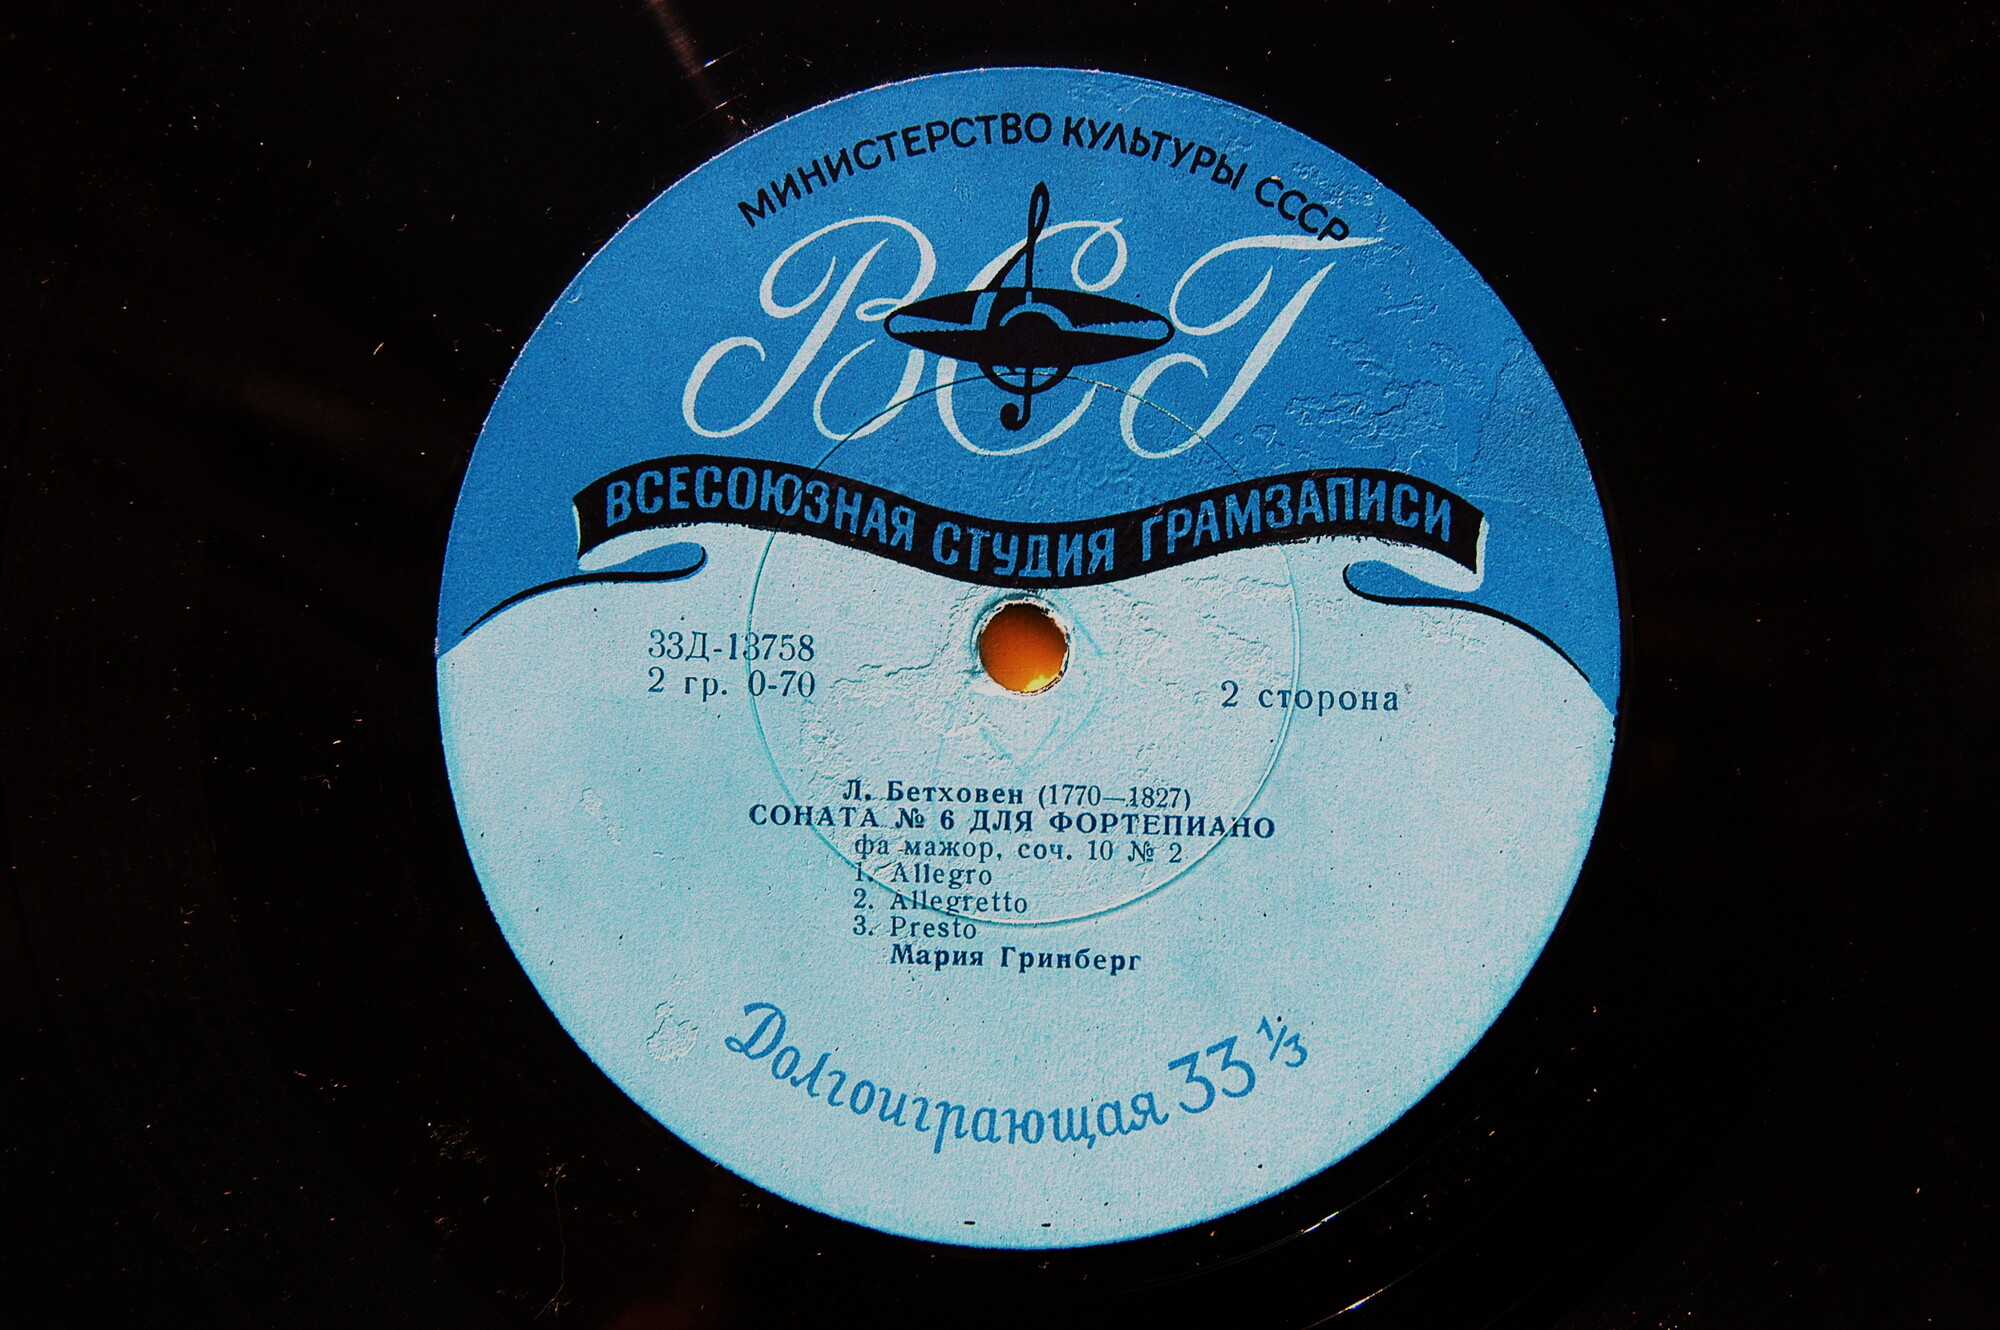 МИНИСТЕРСТВО КУЛЬТУРЫ СССР
ВСГ
ВСЕСОЮЗНАЯ СТУДИЯ ГРАМЗАПИСИ
33Д-13758
2 гр. 0-70
2 сторона
Л. Бетховен (1770—1827)
СОНАТА № 6 ДЛЯ ФОРТЕПИАНО
фа мажор, соч. 10 № 2
1. Allegro
2. Allegretto
3. Presto
Мария Гринберг
Долгоиграющая 33 1/3